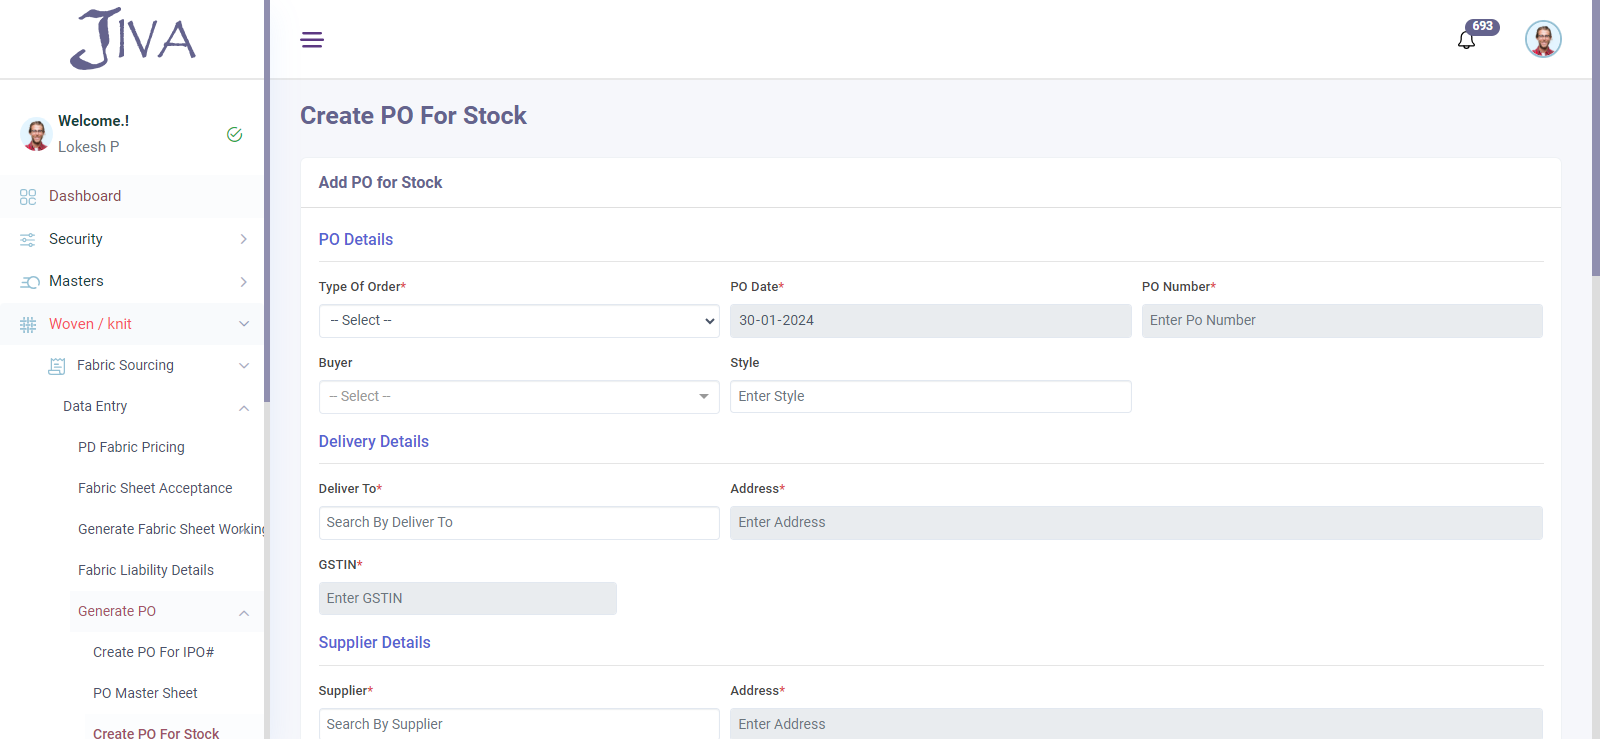 JIVA
693
Welcome.!
Lokesh P
Dashboard
Security
Masters
Woven / knit
Fabric Sourcing
Data Entry
PD Fabric Pricing
Fabric Sheet Acceptance
Generate Fabric Sheet Working
Fabric Liability Details
Generate PO
Create PO For IPO#
PO Master Sheet
Create PO For Stock
Create PO For Stock
Add PO for Stock
PO Details
Type Of Order* PO Date* PO Number*
-- Select -- 30-01-2024 Enter Po Number
Buyer Style
-- Select -- Enter Style
Delivery Details
Deliver To* Address*
Search By Deliver To Enter Address
GSTIN*
Enter GSTIN
Supplier Details
Supplier* Address*
Search By Supplier Enter Address